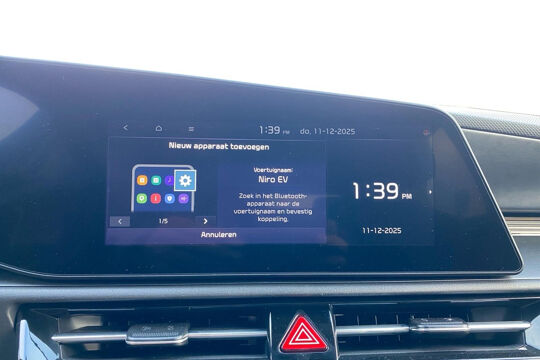 1:39 PM do, 11-12-2025
Nieuw apparaat toevoegen
Voertuignaam:
Niro EV
Zoek in het Bluetooth-
apparaat naar de
voertuignaam en bevestig
koppeling.
1/5
Annuleren
1:39 PM
11-12-2025